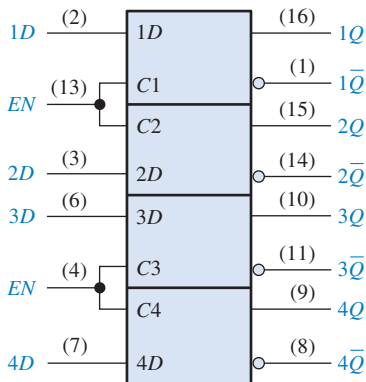 1D (2) 1D (16) 1Q
(1) 1Q̅
EN (13) C1
C2 (15) 2Q
2D (3) 2D (14) 2Q̅
3D (6) 3D (10) 3Q
(11) 3Q̅
EN (4) C3
C4 (9) 4Q
4D (7) 4D (8) 4Q̅